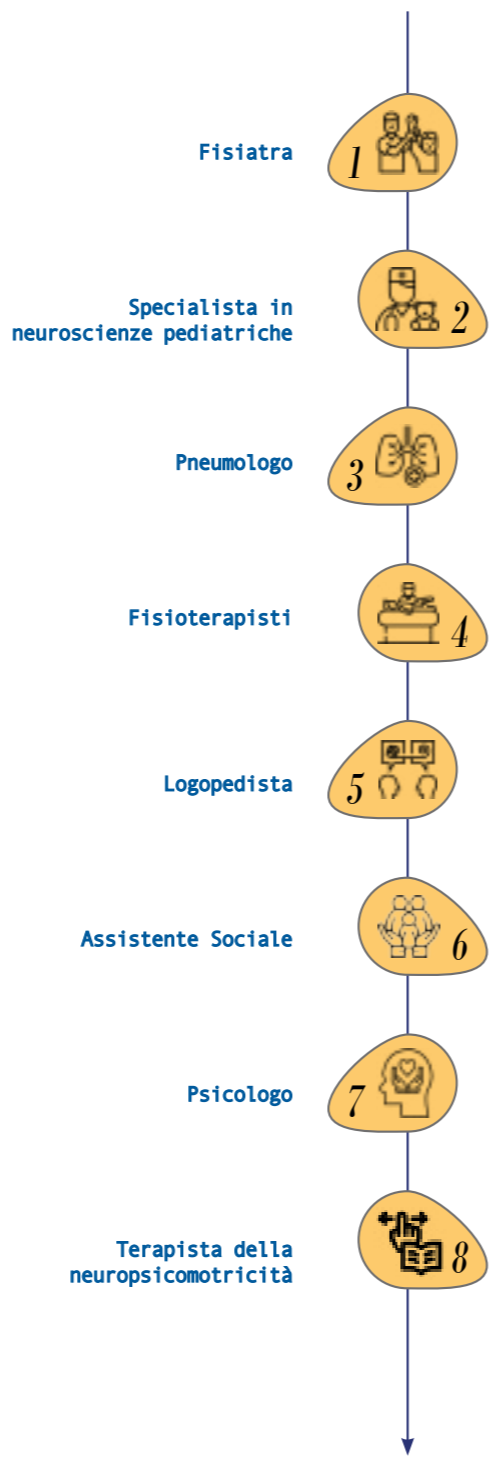 Fisiatra
1
Specialista in
neuroscienze pediatriche
2
Pneumologo
3
Fisioterapisti
4
Logopedista
5
Assistente Sociale
6
Psicologo
7
Terapista della
neuropsicomotricità
8